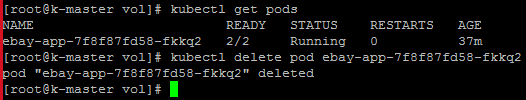 [root@k-master vol]# kubectl get pods
NAME READY STATUS RESTARTS AGE
ebay-app-7f8f87fd58-fkkq2 2/2 Running 0 37m
[root@k-master vol]# kubectl delete pod ebay-app-7f8f87fd58-fkkq2
pod "ebay-app-7f8f87fd58-fkkq2" deleted
[root@k-master vol]#